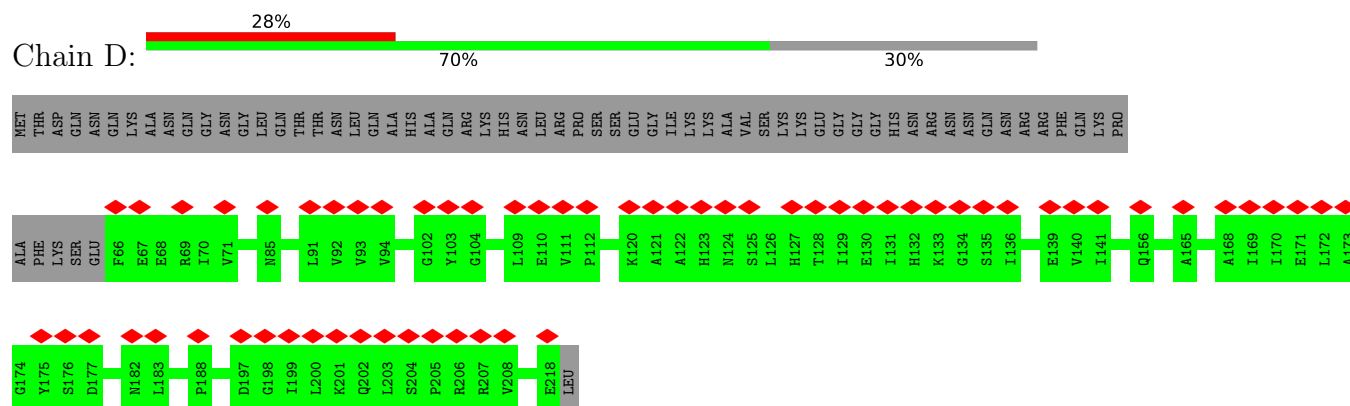 28%
Chain D:
70% 30%
MET THR ASP GLN ASN GLN LYS ALA ASN GLN GLY ASN GLY LEU GLN THR THR ASN LEU GLN ALA HIS ALA GLN ARG LYS HIS ASN LEU ARG PRO SER SER GLU GLY ILE LYS LYS ALA VAL SER LYS LYS GLU GLY GLY GLY HIS ASN ARG ASN ASN GLN ASN ARG ARG PHE GLN LYS PRO
ALA PHE LYS SER GLU F66 E67 E68 R69 I70 V71 N85 L91 V92 V93 V94 G102 Y103 G104 L109 E110 V111 P112 K120 A121 A122 H123 N124 S125 L126 H127 T128 I129 E130 I131 H132 K133 G134 S135 I136 E139 V140 I141 Q156 A165 A168 I169 I170 E171 L172 A173
G174 Y175 S176 D177 N182 L183 P188 D197 G198 I199 L200 K201 Q202 L203 S204 P205 R206 R207 V208 E218 LEU